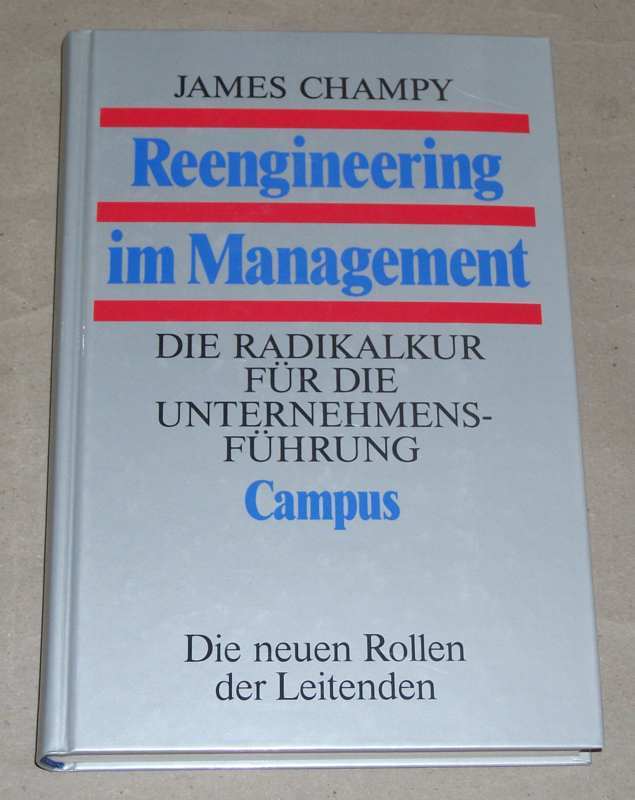 JAMES CHAMPY
Reengineering
im Management
DIE RADIKALKUR
FÜR DIE
UNTERNEHMENS-
FÜHRUNG
Campus
Die neuen Rollen
der Leitenden